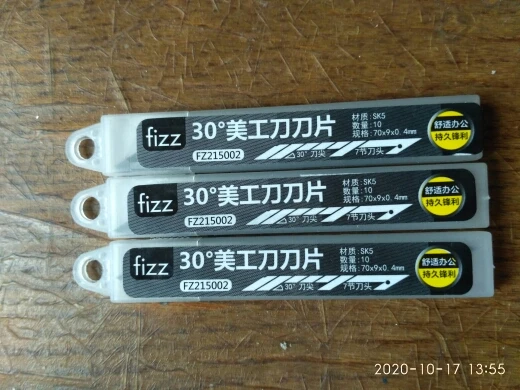 fizz
30°美工刀刀片
FZ215002
材质:SK5
数量:10
规格:70x9x0.4mm
30° 刀尖
7节刀头
舒适办公
持久锋利
fizz
30°美工刀刀片
FZ215002
材质:SK5
数量:10
规格:70x9x0.4mm
30° 刀尖
7节刀头
舒适办公
持久锋利
fizz
30°美工刀刀片
FZ215002
材质:SK5
数量:10
规格:70x9x0.4mm
30° 刀尖
7节刀头
舒适办公
持久锋利
2020-10-17 13:55